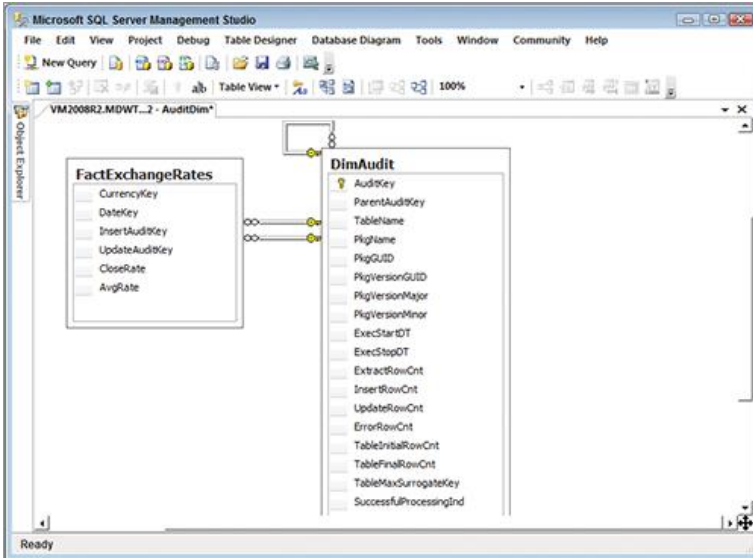 Microsoft SQL Server Management Studio
File Edit View Project Debug Table Designer Database Diagram Tools Window Community Help
New Query
ab Table View 100%
VM2008R2.MDWT...2 - AuditDim*
Object Explorer
FactExchangeRates
CurrencyKey
DateKey
InsertAuditKey
UpdateAuditKey
CloseRate
AvgRate
DimAudit
AuditKey
ParentAuditKey
TableName
PkgName
PkgGUID
PkgVersionGUID
PkgVersionMajor
PkgVersionMinor
ExecStartDT
ExecStopDT
ExtractRowCnt
InsertRowCnt
UpdateRowCnt
ErrorRowCnt
TableInitialRowCnt
TableFinalRowCnt
TableMaxSurrogateKey
SuccessfulProcessingInd
Ready